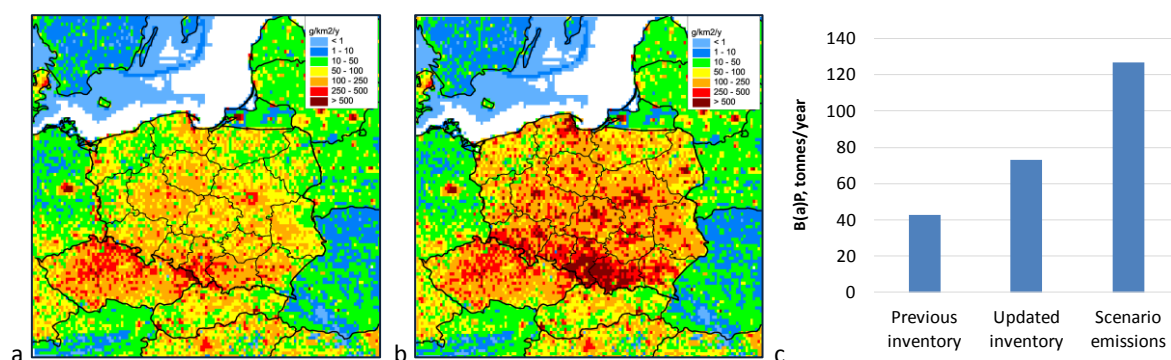 g/km2/y
< 1
1 - 10
10 - 50
50 - 100
100 - 250
250 - 500
> 500
a
g/km2/y
< 1
1 - 10
10 - 50
50 - 100
100 - 250
250 - 500
> 500
b
B(a)P, tonnes/year
140
120
100
80
60
40
20
0
Previous
inventory
Updated
inventory
Scenario
emissions
c